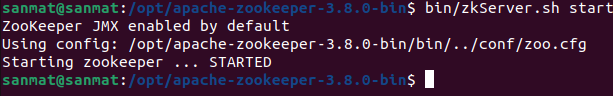 sanmat@sanmat:/opt/apache-zookeeper-3.8.0-bin$ bin/zkServer.sh start
ZooKeeper JMX enabled by default
Using config: /opt/apache-zookeeper-3.8.0-bin/bin/../conf/zoo.cfg
Starting zookeeper ... STARTED
sanmat@sanmat:/opt/apache-zookeeper-3.8.0-bin$